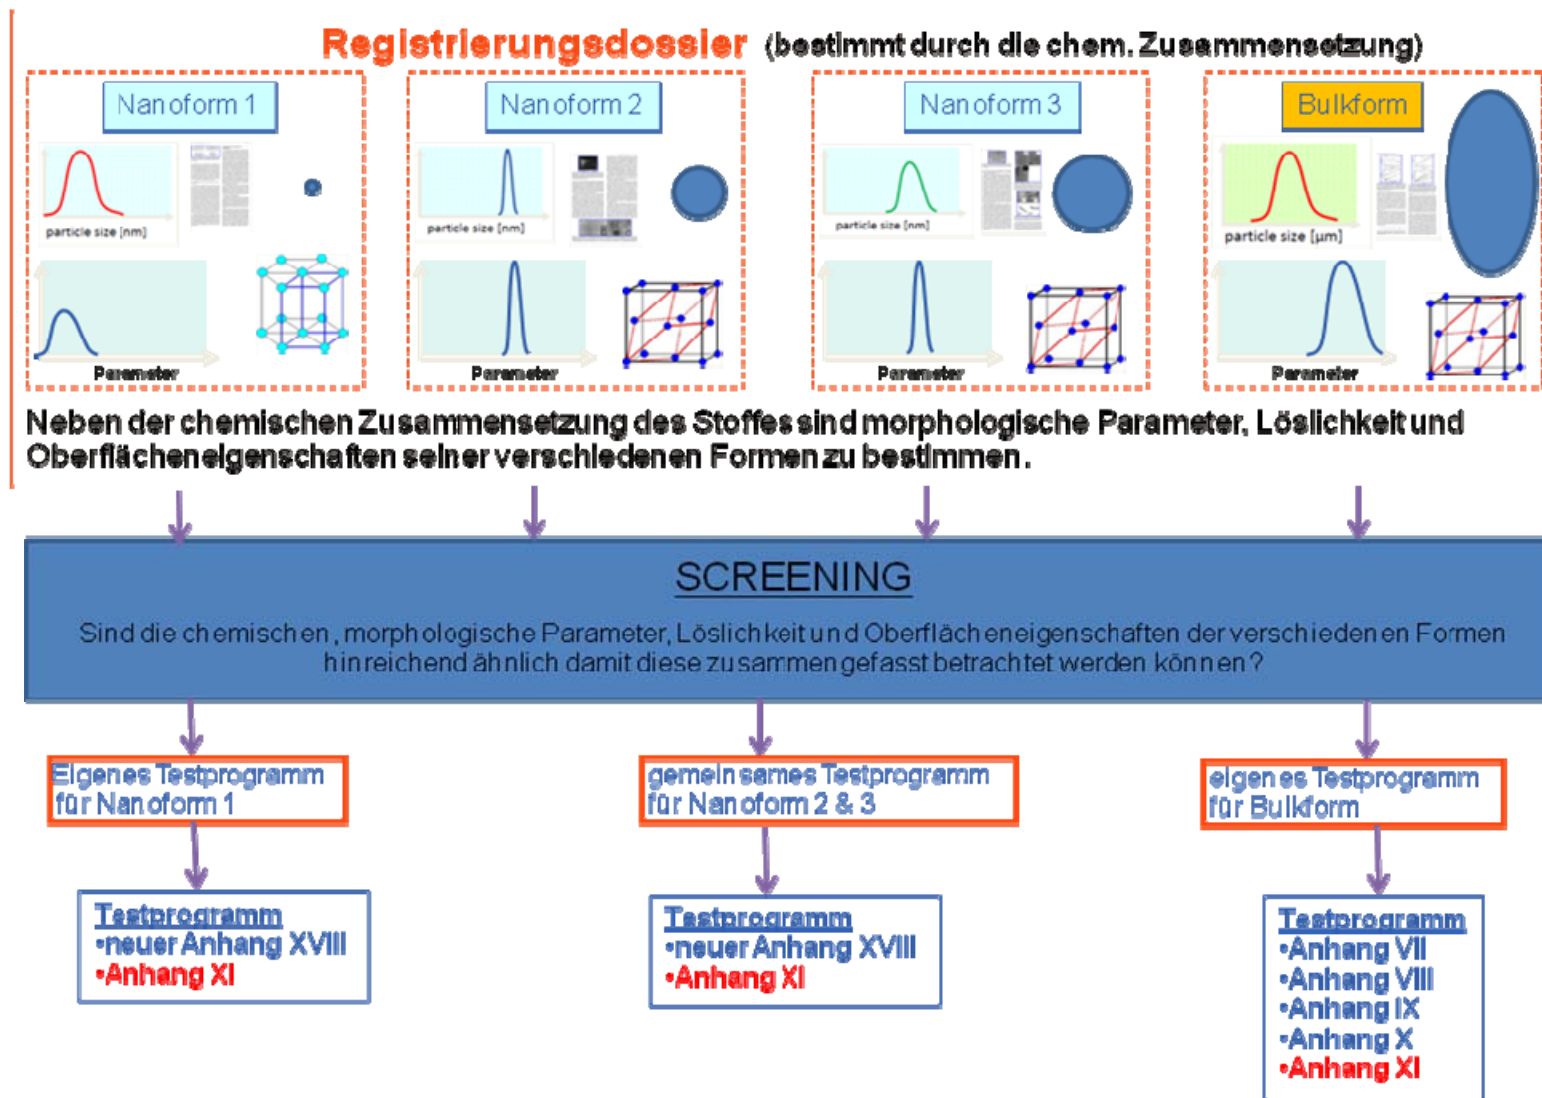 Registrierungsdossier (bestimmt durch die chem. Zusammensetzung)
Nanoform 1
particle size [nm]
Parameter
Nanoform 2
particle size [nm]
Parameter
Nanoform 3
particle size [nm]
Parameter
Bulkform
particle size [µm]
Parameter
Neben der chemischen Zusammensetzung des Stoffes sind morphologische Parameter, Löslichkeit und
Oberflächeneigenschaften seiner verschiedenen Formen zu bestimmen.
SCREENING
Sind die chemischen, morphologische Parameter, Löslichkeit und Oberflächeneigenschaften der verschiedenen Formen
hinreichend ähnlich damit diese zusammengefasst betrachtet werden können?
Eigenes Testprogramm
für Nanoform 1
gemeinsames Testprogramm
für Nanoform 2 & 3
eigenes Testprogramm
für Bulkform
Testprogramm
•neuer Anhang XVIII
•Anhang XI
Testprogramm
•neuer Anhang XVIII
•Anhang XI
Testprogramm
•Anhang VII
•Anhang VIII
•Anhang IX
•Anhang X
•Anhang XI